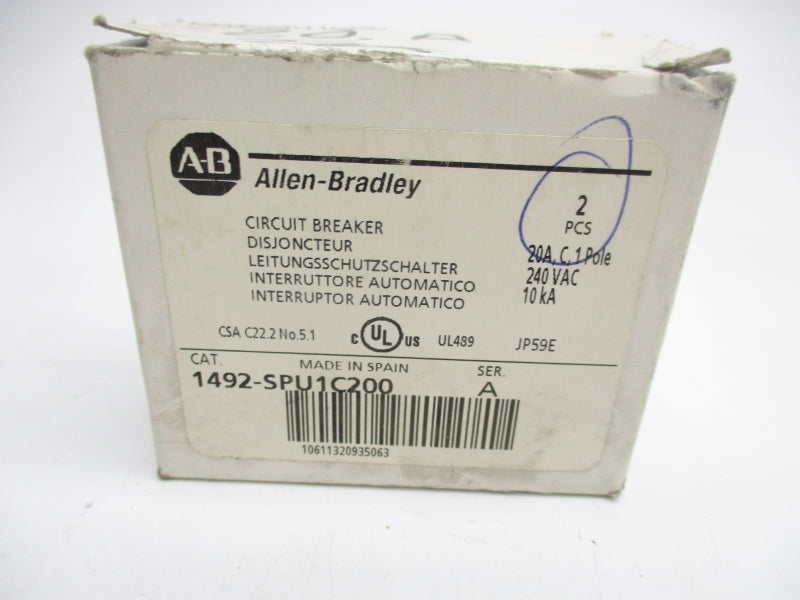 20. A
A-B
Allen-Bradley
2
PCS
CIRCUIT BREAKER
DISJONCTEUR
LEITUNGSSCHUTZSCHALTER
INTERRUTTORE AUTOMATICO
INTERRUPTOR AUTOMATICO
20A, C, 1 Pole
240 VAC
10 kA
CSA C22.2 No.5.1
c UL us
UL489
JP59E
CAT.
MADE IN SPAIN
SER.
1492-SPU1C200
A
10611320935063